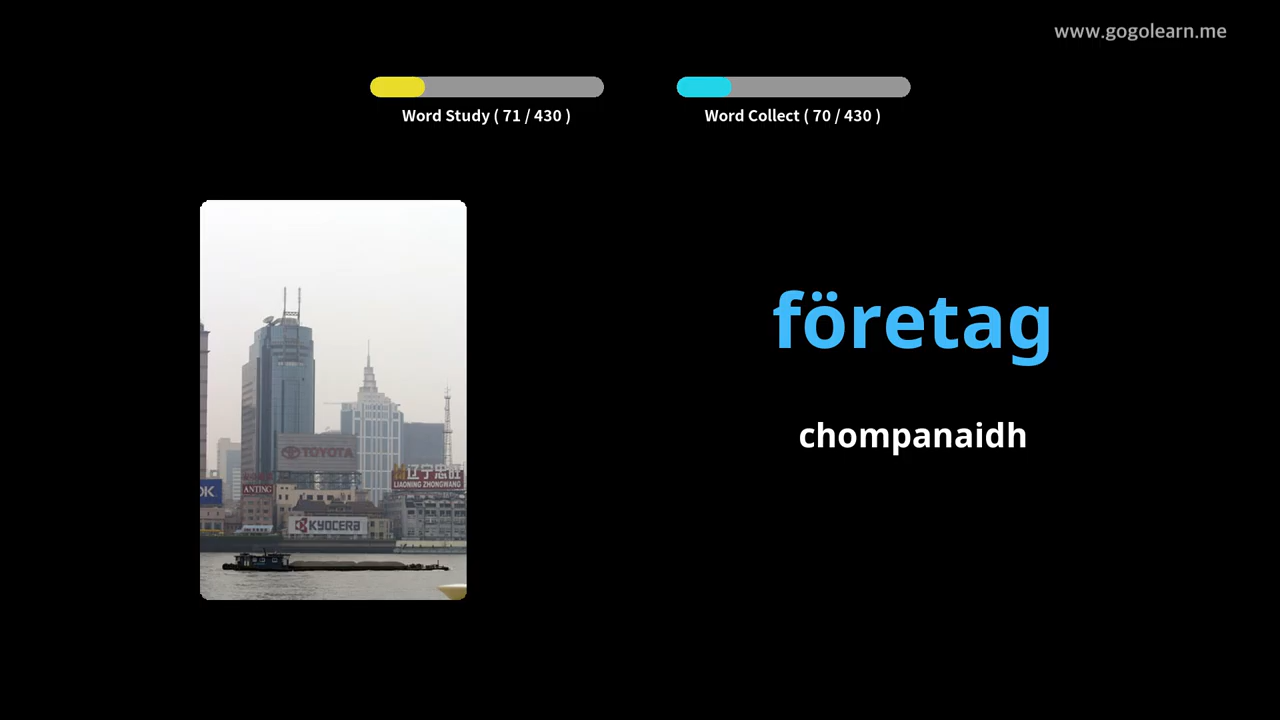 www.gogolearn.me
Word Study ( 71 / 430 )
Word Collect ( 70 / 430 )
företag
chompanaidh
TOYOTA
辽宁忠旺
LIAONING ZHONGWANG
OK
ANTING
KYOCERA